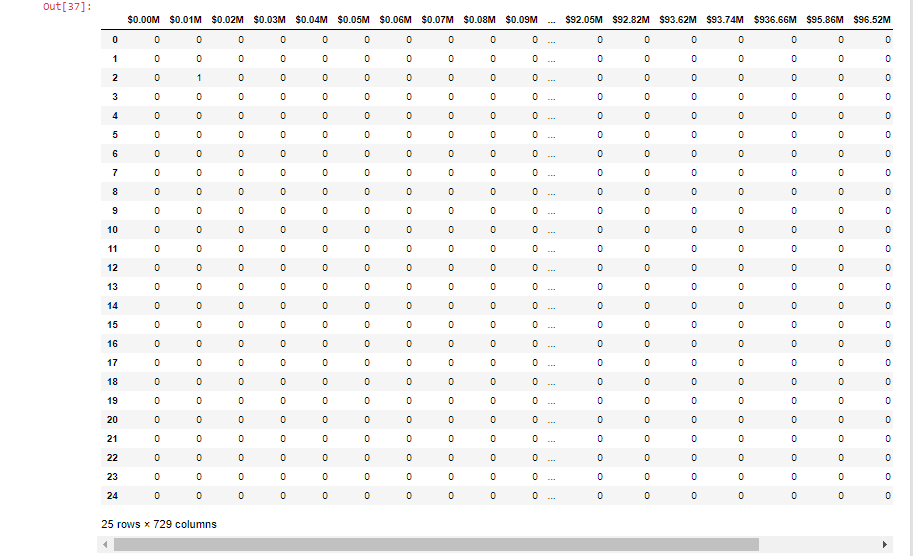 Out[37]:
$0.00M $0.01M $0.02M $0.03M $0.04M $0.05M $0.06M $0.07M $0.08M $0.09M ... $92.05M $92.82M $93.62M $93.74M $936.66M $95.86M $96.52M
0 0 0 0 0 0 0 0 0 0 0 ... 0 0 0 0 0 0 0
1 0 0 0 0 0 0 0 0 0 0 ... 0 0 0 0 0 0 0
2 0 1 0 0 0 0 0 0 0 0 ... 0 0 0 0 0 0 0
3 0 0 0 0 0 0 0 0 0 0 ... 0 0 0 0 0 0 0
4 0 0 0 0 0 0 0 0 0 0 ... 0 0 0 0 0 0 0
5 0 0 0 0 0 0 0 0 0 0 ... 0 0 0 0 0 0 0
6 0 0 0 0 0 0 0 0 0 0 ... 0 0 0 0 0 0 0
7 0 0 0 0 0 0 0 0 0 0 ... 0 0 0 0 0 0 0
8 0 0 0 0 0 0 0 0 0 0 ... 0 0 0 0 0 0 0
9 0 0 0 0 0 0 0 0 0 0 ... 0 0 0 0 0 0 0
10 0 0 0 0 0 0 0 0 0 0 ... 0 0 0 0 0 0 0
11 0 0 0 0 0 0 0 0 0 0 ... 0 0 0 0 0 0 0
12 0 0 0 0 0 0 0 0 0 0 ... 0 0 0 0 0 0 0
13 0 0 0 0 0 0 0 0 0 0 ... 0 0 0 0 0 0 0
14 0 0 0 0 0 0 0 0 0 0 ... 0 0 0 0 0 0 0
15 0 0 0 0 0 0 0 0 0 0 ... 0 0 0 0 0 0 0
16 0 0 0 0 0 0 0 0 0 0 ... 0 0 0 0 0 0 0
17 0 0 0 0 0 0 0 0 0 0 ... 0 0 0 0 0 0 0
18 0 0 0 0 0 0 0 0 0 0 ... 0 0 0 0 0 0 0
19 0 0 0 0 0 0 0 0 0 0 ... 0 0 0 0 0 0 0
20 0 0 0 0 0 0 0 0 0 0 ... 0 0 0 0 0 0 0
21 0 0 0 0 0 0 0 0 0 0 ... 0 0 0 0 0 0 0
22 0 0 0 0 0 0 0 0 0 0 ... 0 0 0 0 0 0 0
23 0 0 0 0 0 0 0 0 0 0 ... 0 0 0 0 0 0 0
24 0 0 0 0 0 0 0 0 0 0 ... 0 0 0 0 0 0 0
25 rows × 729 columns